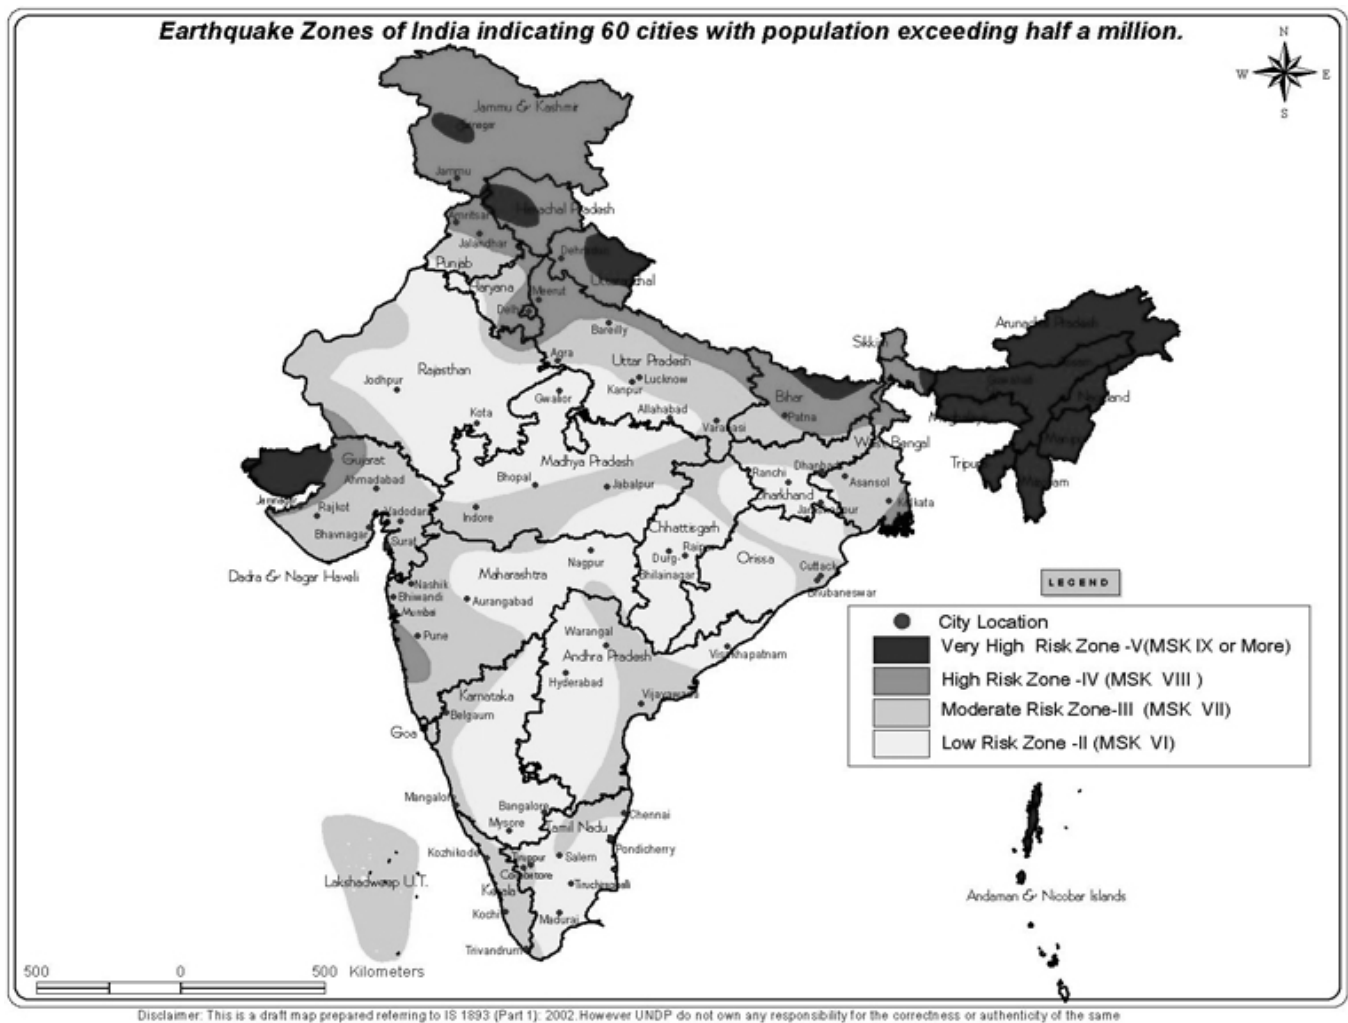 Earthquake Zones of India indicating 60 cities with population exceeding half a million.
N
W E
S
Jammu & Kashmir
Jammu
Himachal Pradesh
Amritsar
Jalandhar
Punjab
Haryana
Uttaranchal
Meerut
Delhi
Bareilly
Arunachal Pradesh
Agra
Uttar Pradesh
Rajasthan
Jodhpur
Lucknow
Kanpur
Gwalior
Bihar
Kota
Allahabad
Patna
Varanasi
West Bengal
Gujarat
Madhya Pradesh
Ahmadabad
Bhopal
Jabalpur
Ranchi
Dhanbad
Asansol
Jharkhand
Kolkata
Jamnagar
Rajkot
Vadodara
Indore
Bhavnagar
Surat
Chhattisgarh
Raipur
Durg-
Bhilainagar
Orissa
Nagpur
Cuttack
Bhubaneswar
Dadra & Nagar Haveli
Maharashtra
Nashik
Bhiwandi
Aurangabad
Mumbai
Pune
Warangal
Andhra Pradesh
Visakhapatnam
Hyderabad
Karnataka
Vijayawada
Belgaum
Goa
LEGEND
City Location
Very High Risk Zone -V(MSK IX or More)
High Risk Zone -IV (MSK VIII )
Moderate Risk Zone-III (MSK VII)
Low Risk Zone -II (MSK VI)
Mangalore
Bangalore
Chennai
Mysore
Tamil Nadu
Pondicherry
Kozhikode
Salem
Coimbatore
Lakshadweep U.T.
Kerala
Tiruchirapalli
Kochi
Madurai
Trivandrum
Andaman & Nicobar Islands
500 0 500 Kilometers
Disclaimer: This is a draft map prepared referring to IS 1893 (Part 1): 2002.However UNDP do not own any responsibility for the correctness or authenticity of the same